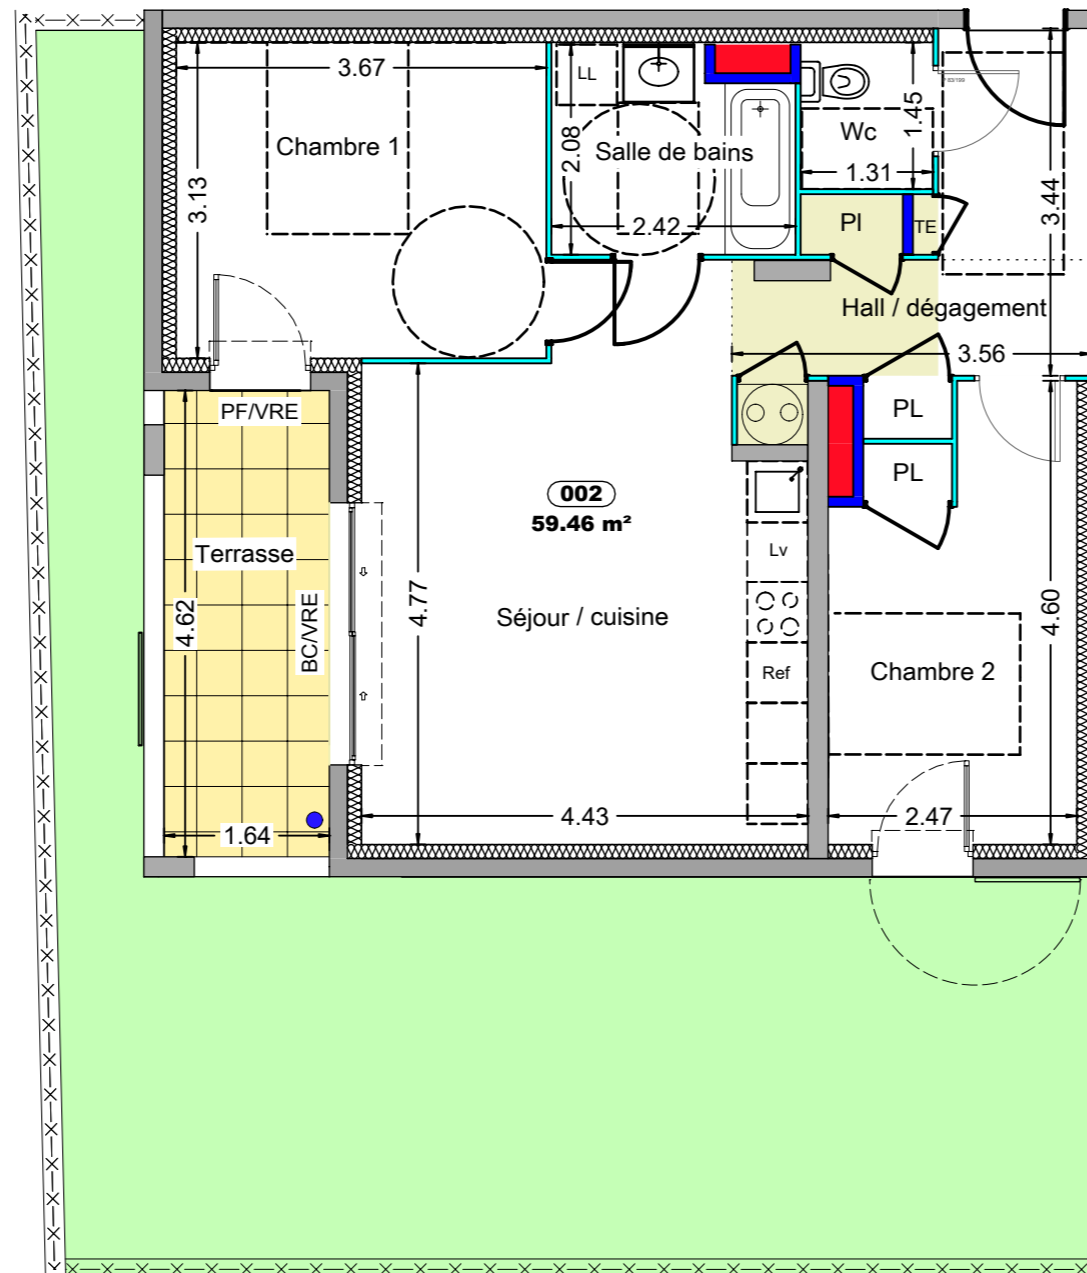 3.67
LL
Chambre 1
2.08
Salle de bains
Wc
1.45
1.31
3.13
3.44
2.42
Pl
TE
Hall / dégagement
3.56
PF/VRE
PL
PL
002
59.46 m²
Terrasse
Lv
4.62
BC/VRE
4.77
Séjour / cuisine
4.60
Ref
Chambre 2
1.64
4.43
2.47